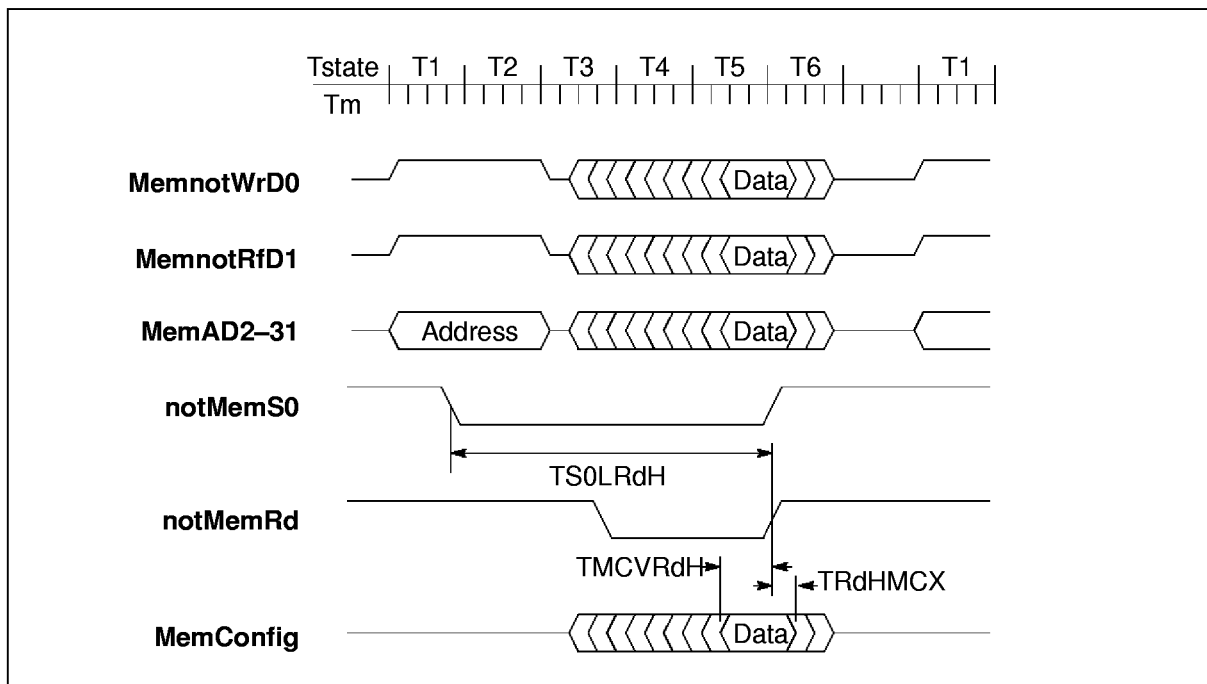 Tstate T1 T2 T3 T4 T5 T6 T1
Tm
MemnotWrD0 Data
MemnotRfD1 Data
MemAD2–31 Address Data
notMemS0
TS0LRdH
notMemRd
TMCVRdH TRdHMCX
MemConfig Data